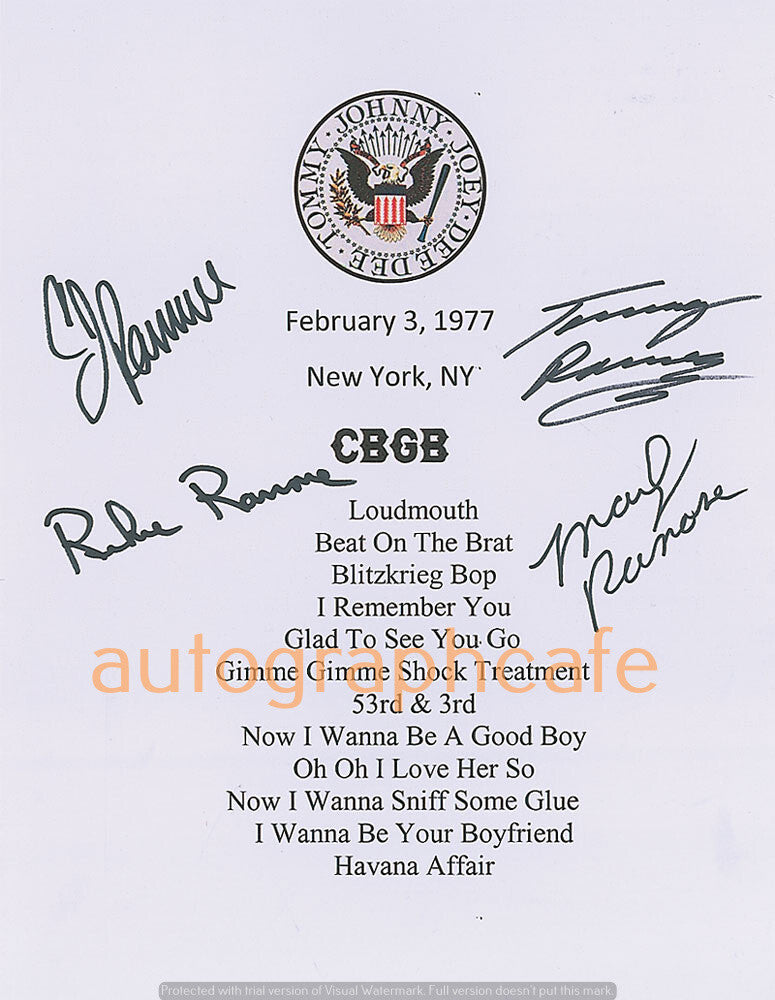 JOHNNY · JOEY · DEE DEE · TOMMY ·
CJ Ramone
February 3, 1977
Tommy
Ramone
New York, NY
CBGB
Richie Ramone
Marky
Ramone
Loudmouth
Beat On The Brat
Blitzkrieg Bop
I Remember You
Glad To See You Go
autographcafe
Gimme Gimme Shock Treatment
53rd & 3rd
Now I Wanna Be A Good Boy
Oh Oh I Love Her So
Now I Wanna Sniff Some Glue
I Wanna Be Your Boyfriend
Havana Affair
Protected with trial version of Visual Watermark. Full version doesn't put this mark.